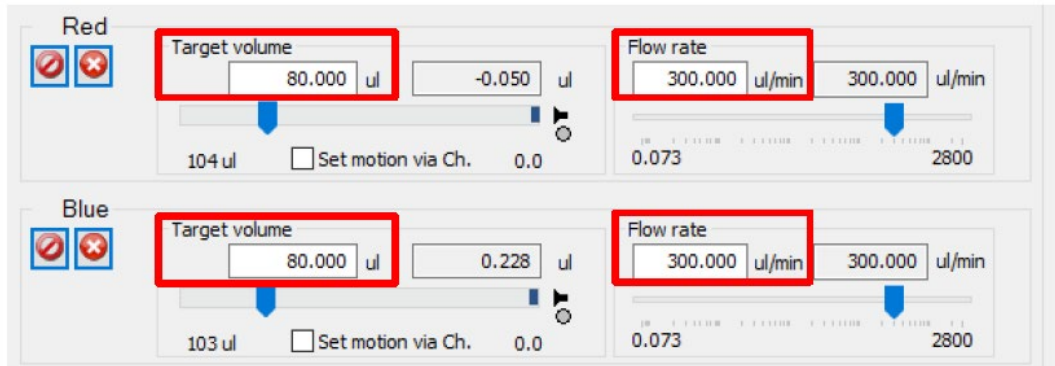 Red
Target volume Flow rate
80.000 ul -0.050 ul 300.000 ul/min 300.000 ul/min
104 ul Set motion via Ch. 0.0 0.073 2800
Blue
Target volume Flow rate
80.000 ul 0.228 ul 300.000 ul/min 300.000 ul/min
103 ul Set motion via Ch. 0.0 0.073 2800